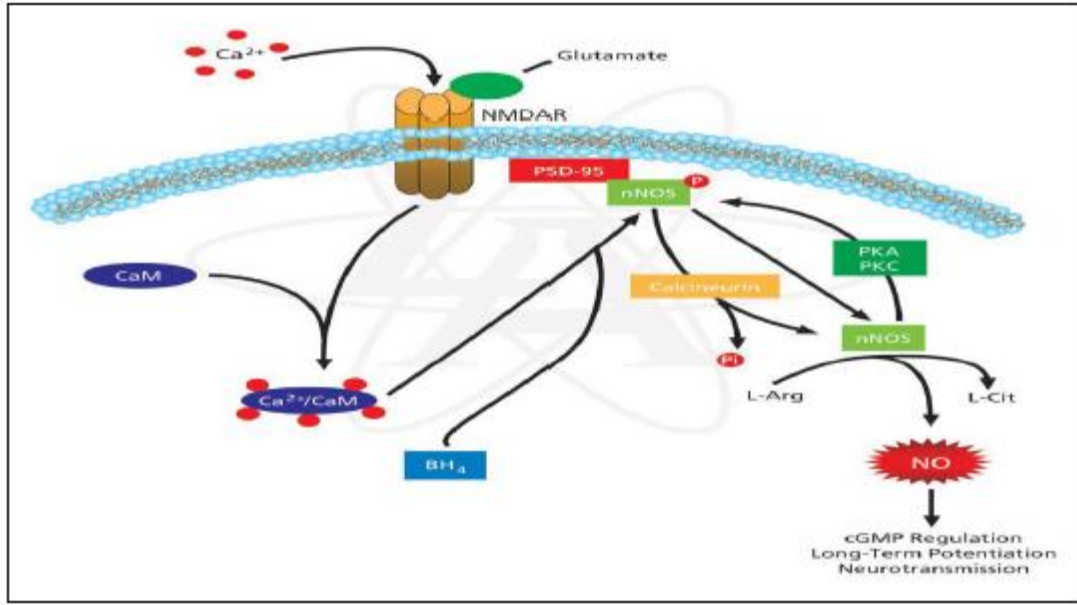 Ca2+
Glutamate
NMDAR
PSD-95
nNOS
P
CaM
PKA
PKC
Calcineurin
nNOS
Pi
Ca2+/CaM
L-Arg
L-Cit
BH4
NO
cGMP Regulation
Long-Term Potentiation
Neurotransmission